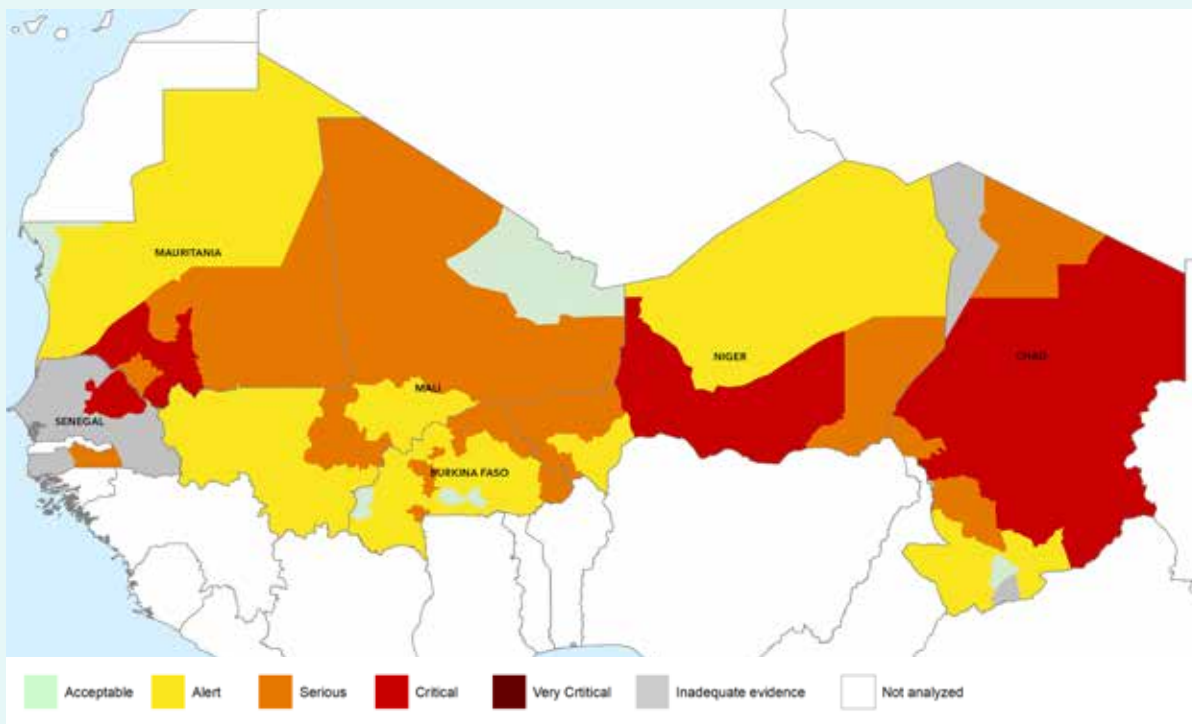 MAURITANIA
NIGER
CHAD
MALI
SENEGAL
BURKINA FASO
Acceptable
Alert
Serious
Critical
Very Crtitical
Inadequate evidence
Not analyzed